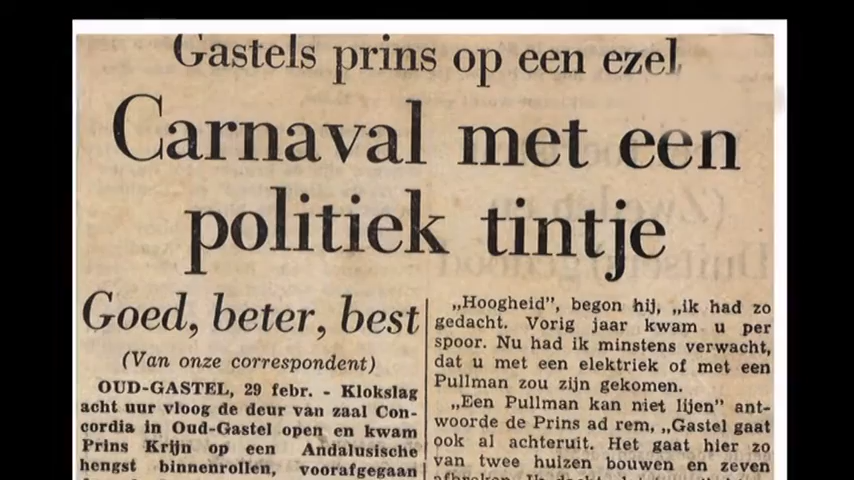 Gastels prins op een ezel
Carnaval met een
politiek tintje
Goed, beter, best
(Van onze correspondent)
OUD-GASTEL, 29 febr. - Klokslag
acht uur vloog de deur van zaal Con-
cordia in Oud-Gastel open en kwam
Prins Krijn op een Andalusische
hengst binnenrollen, voorafgegaan
„Hoogheid”, begon hij, „ik had zo
gedacht. Vorig jaar kwam u per
spoor. Nu had ik minstens verwacht,
dat u met een elektriek of met een
Pullman zou zijn gekomen.
„Een Pullman kan niet lijen” ant-
woorde de Prins ad rem, „Gastel gaat
ook al achteruit. Het gaat hier zo
van twee huizen bouwen en zeven